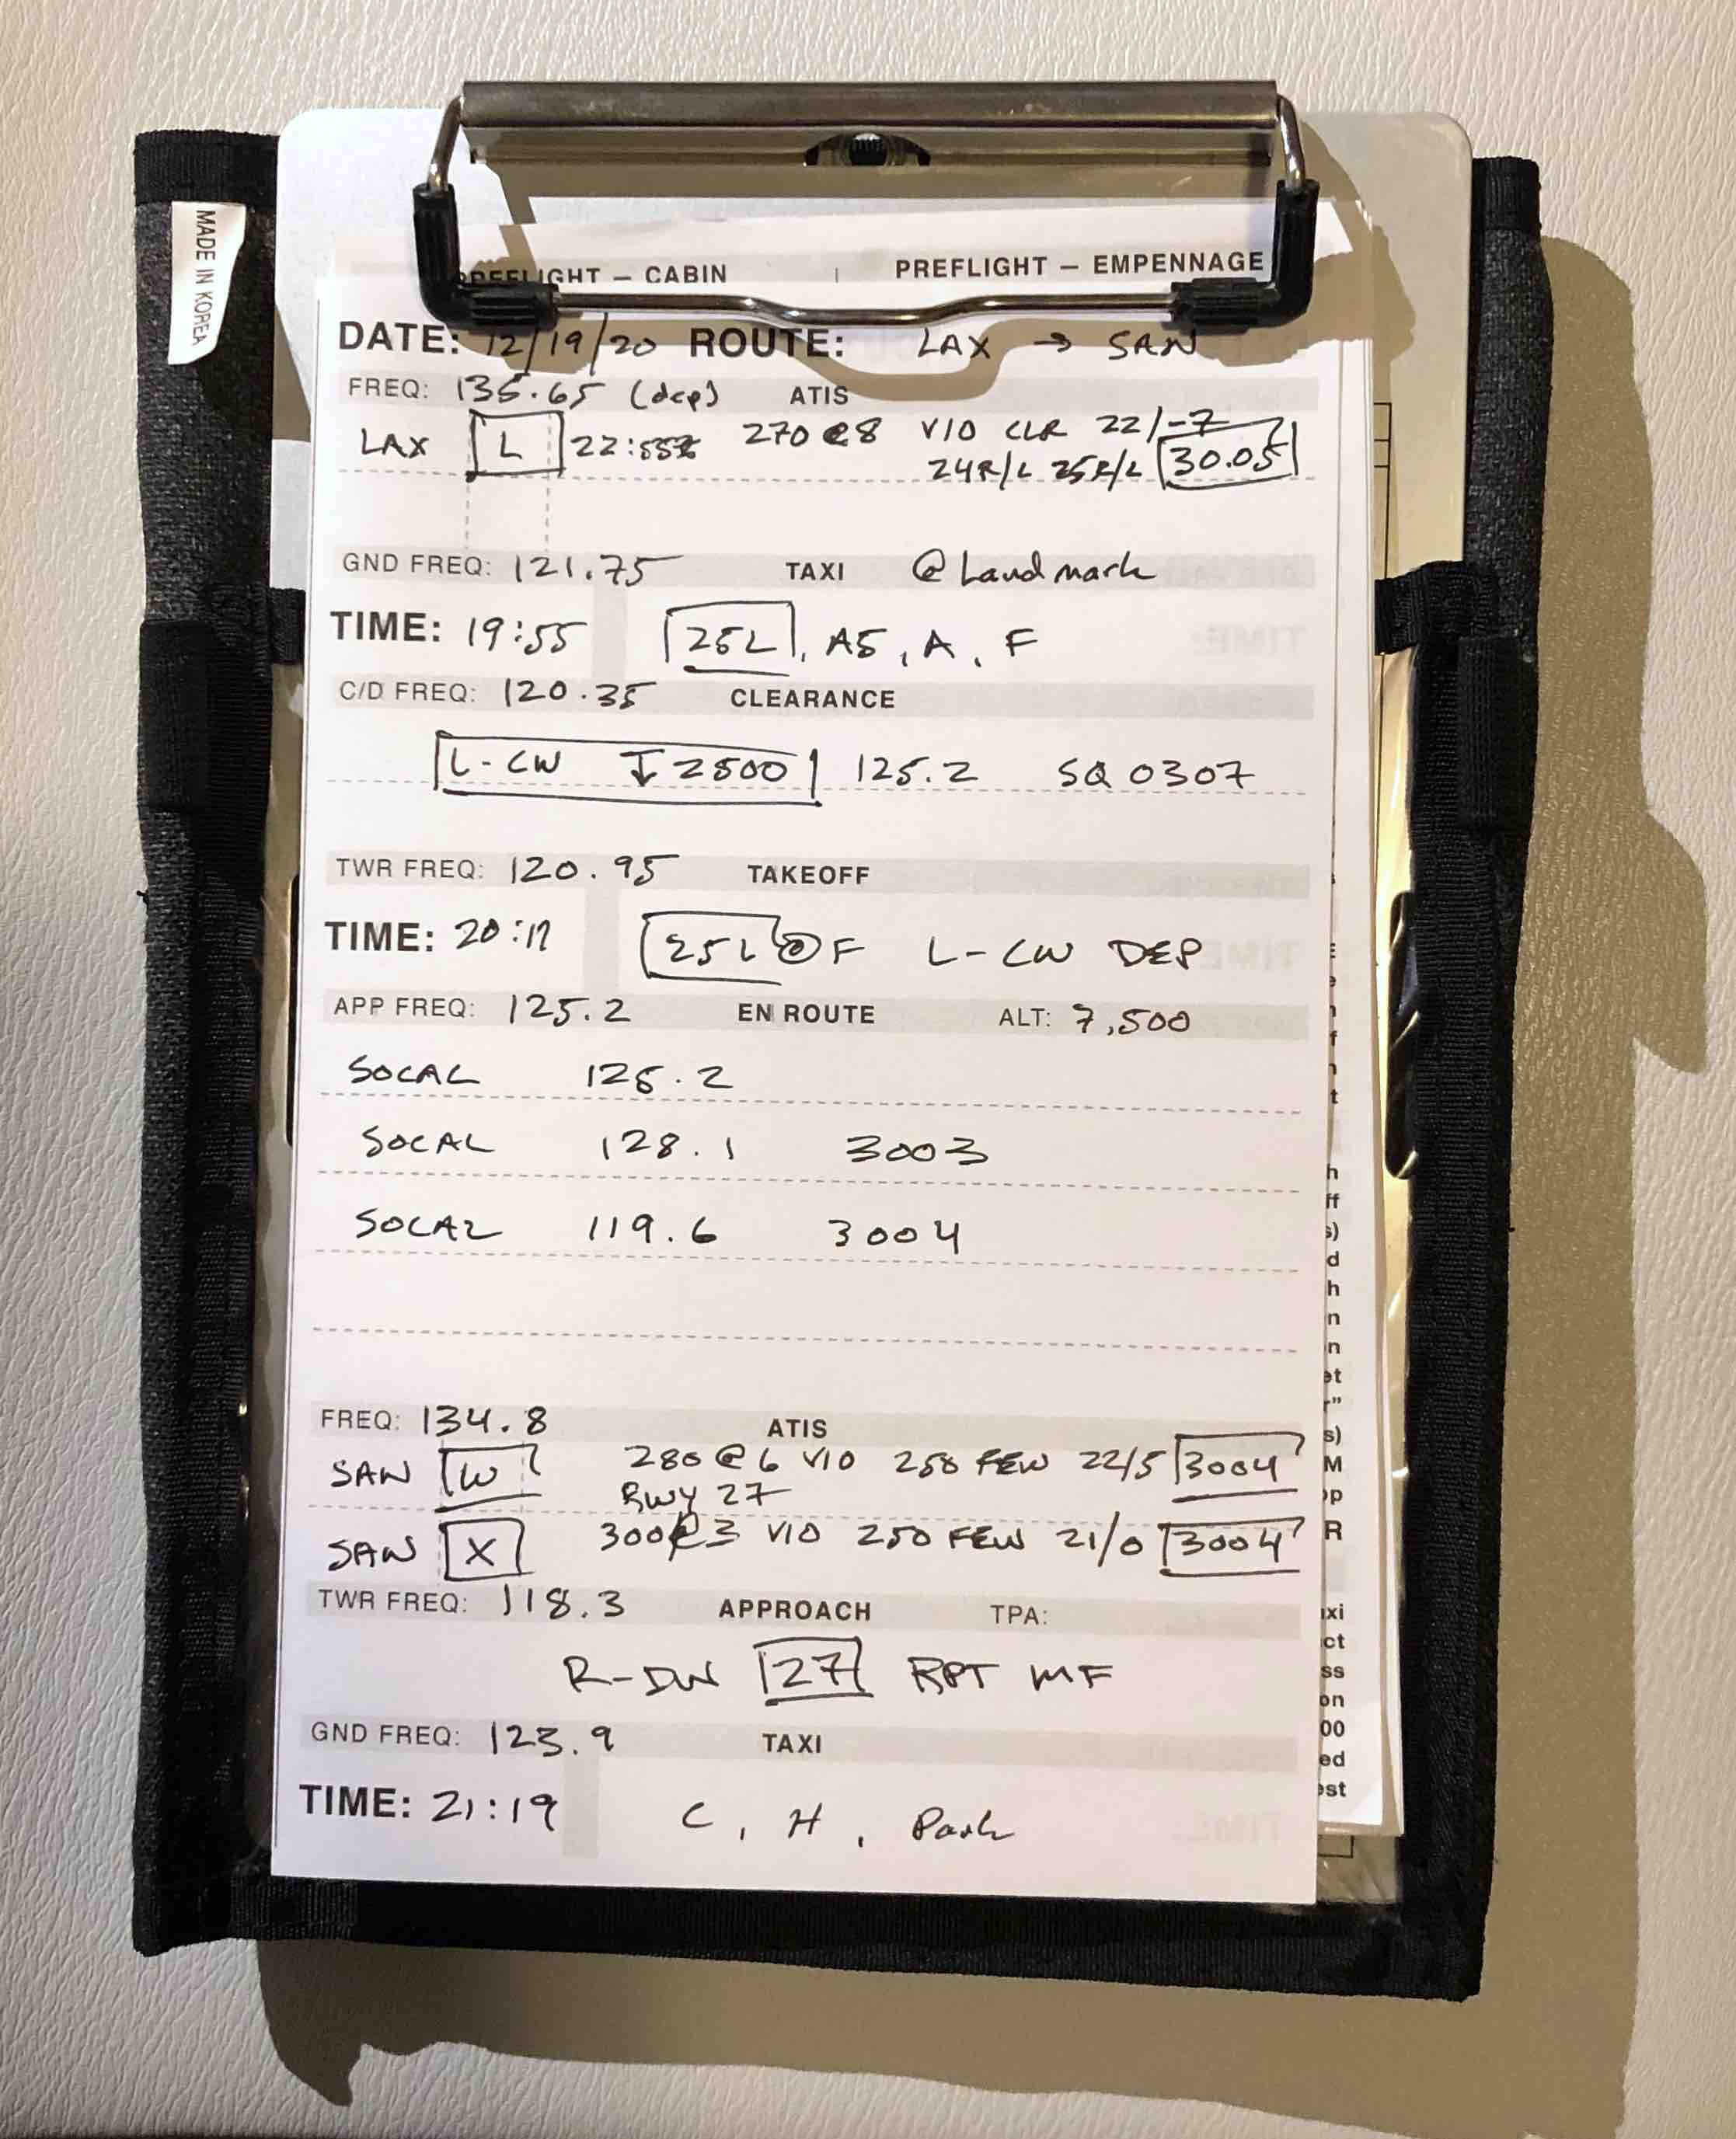 MADE IN KOREA
PREFLIGHT – CABIN | PREFLIGHT – EMPENNAGE
DATE: 12/19/20 ROUTE: LAX → SAN
FREQ: 135.65 (dep) ATIS
LAX L 22:55Z 270@8 V10 CLR 22/-7
24R/L 25R/L 30.05
GND FREQ: 121.75 TAXI @Landmark
TIME: 19:55 25L, A5, A, F
C/D FREQ: 120.35 CLEARANCE
L-CW ↓2500 125.2 SQ 0307
TWR FREQ: 120.95 TAKEOFF
TIME: 20:11 25L@F L-CW DEP
APP FREQ: 125.2 EN ROUTE ALT: 7,500
SOCAL 125.2
SOCAL 128.1 3003
SOCAL 119.6 3004
FREQ: 134.8 ATIS
SAN W 280@6 V10 250 FEW 22/5 3004
RWY 27
SAN X 300@3 V10 250 FEW 21/0 3004
TWR FREQ: 118.3 APPROACH TPA:
R-DW 27 RPT MF
GND FREQ: 123.9 TAXI
TIME: 21:19 C, H, Park